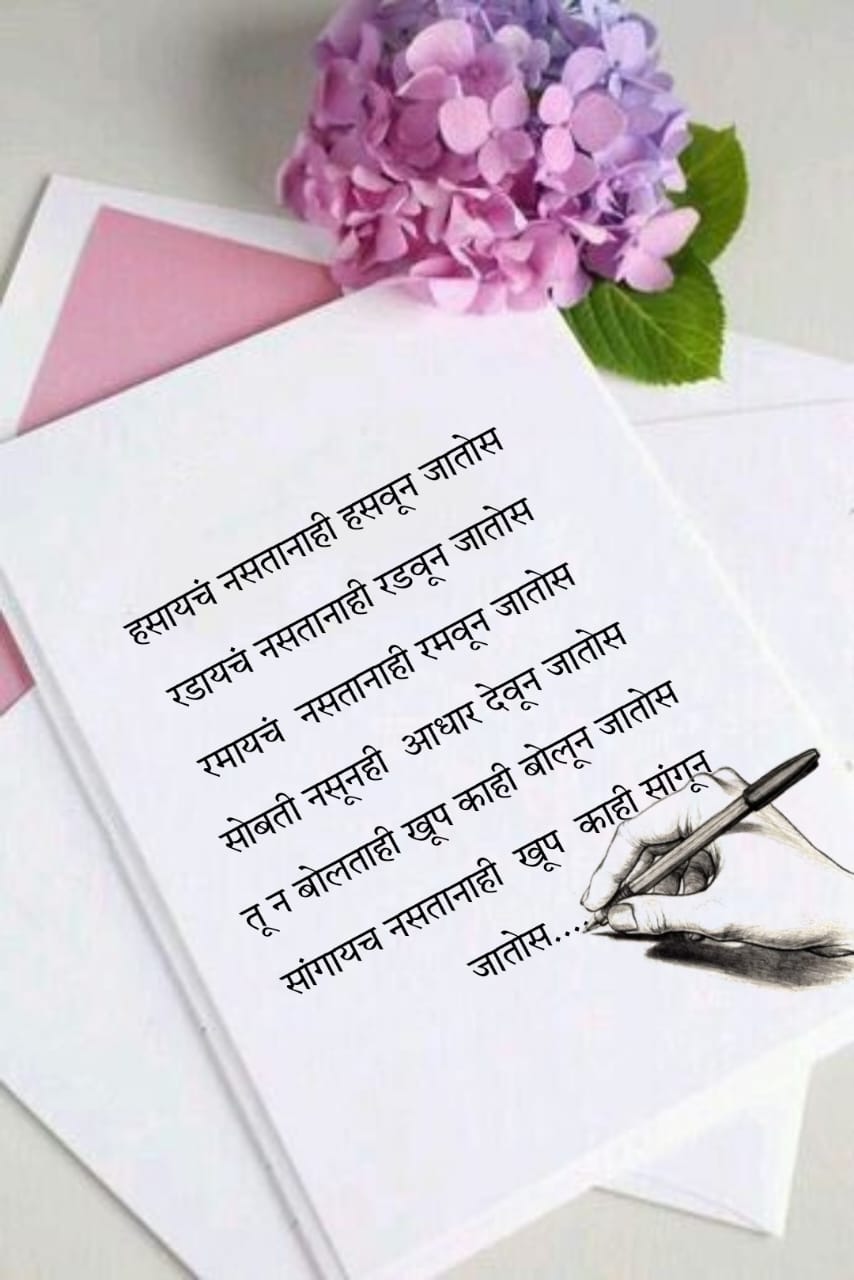 हसायचं नसतानाही हसवून जातोस
रडायचं नसतानाही रडवून जातोस
रमायचं नसतानाही रमवून जातोस
सोबती नसूनही आधार देवून जातोस
तू न बोलताही खूप काही बोलून जातोस
सांगायच नसतानाही खूप काही सांगून
जातोस....